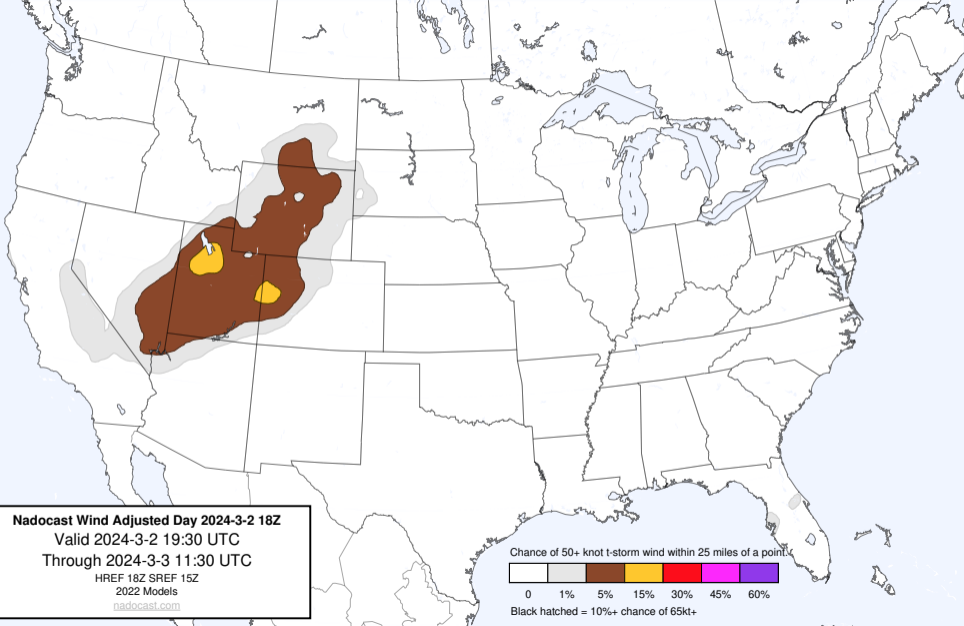 Nadocast Wind Adjusted Day 2024-3-2 18Z
Valid 2024-3-2 19:30 UTC
Through 2024-3-3 11:30 UTC
HREF 18Z SREF 15Z
2022 Models
nadocast.com
Chance of 50+ knot t-storm wind within 25 miles of a point.
0 1% 5% 15% 30% 45% 60%
Black hatched = 10%+ chance of 65kt+